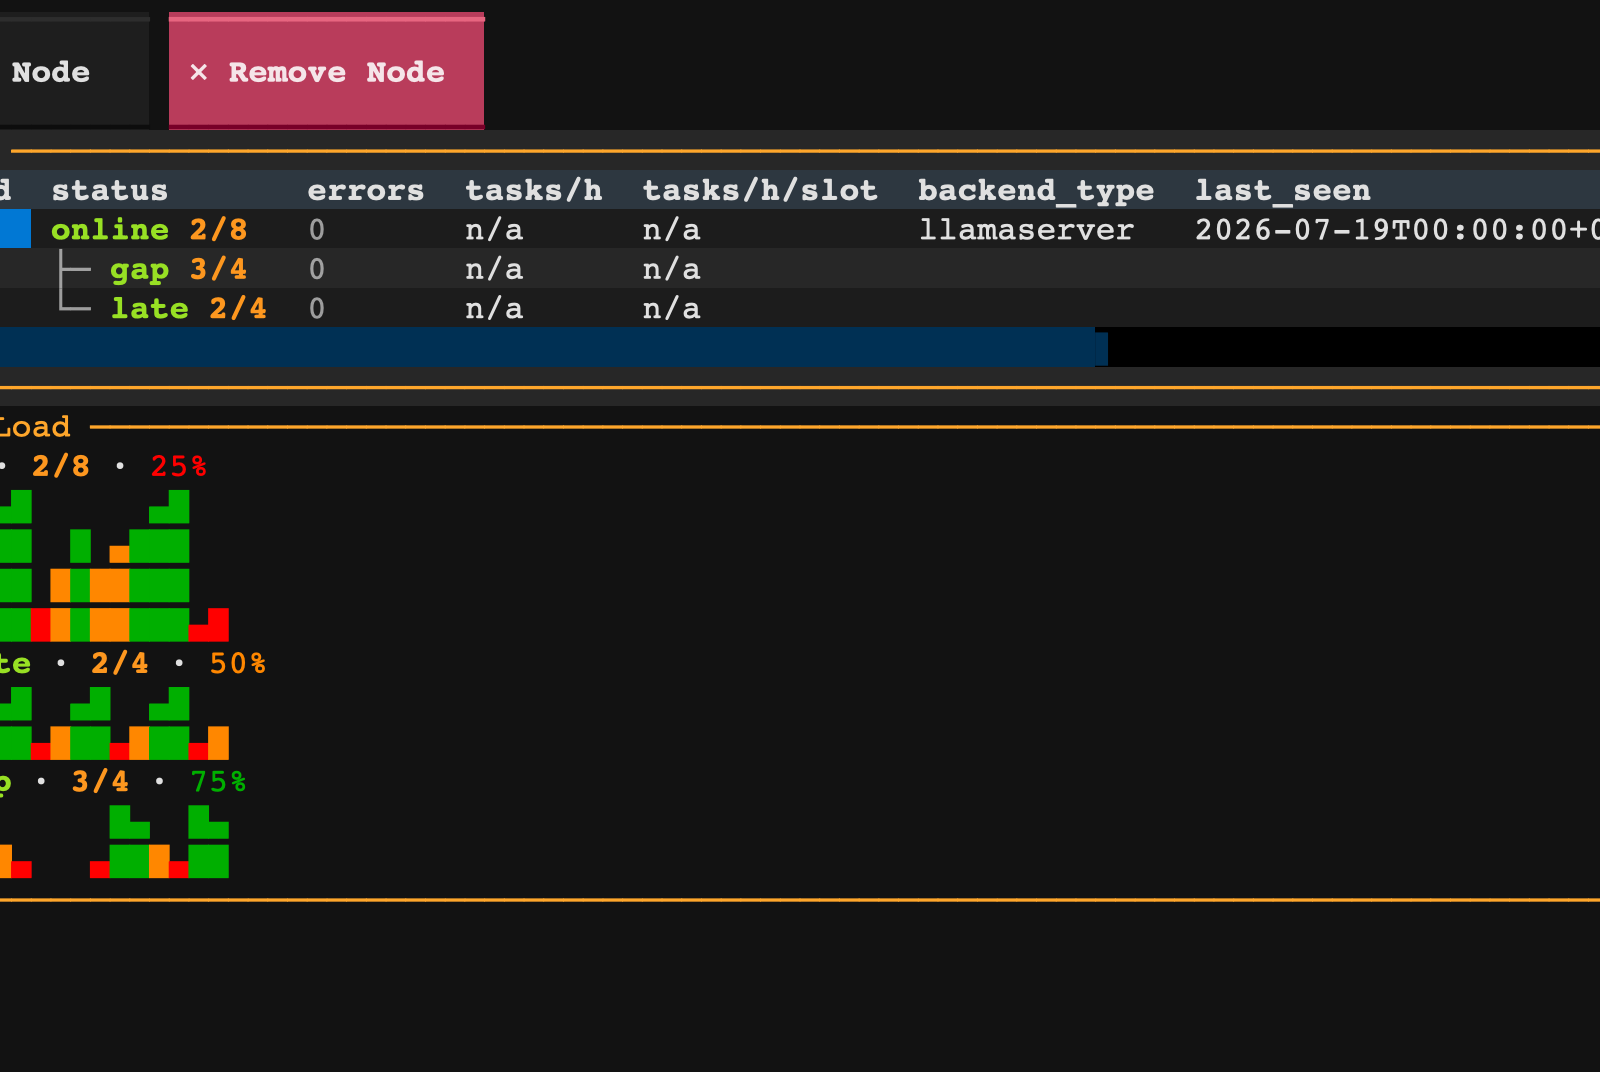 Node
× Remove Node
d status errors tasks/h tasks/h/slot backend_type last_seen
online 2/8 0 n/a n/a llamaserver 2026-07-19T00:00:00+0
├─ gap 3/4 0 n/a n/a
└─ late 2/4 0 n/a n/a
Load
· 2/8 · 25%
te · 2/4 · 50%
p · 3/4 · 75%